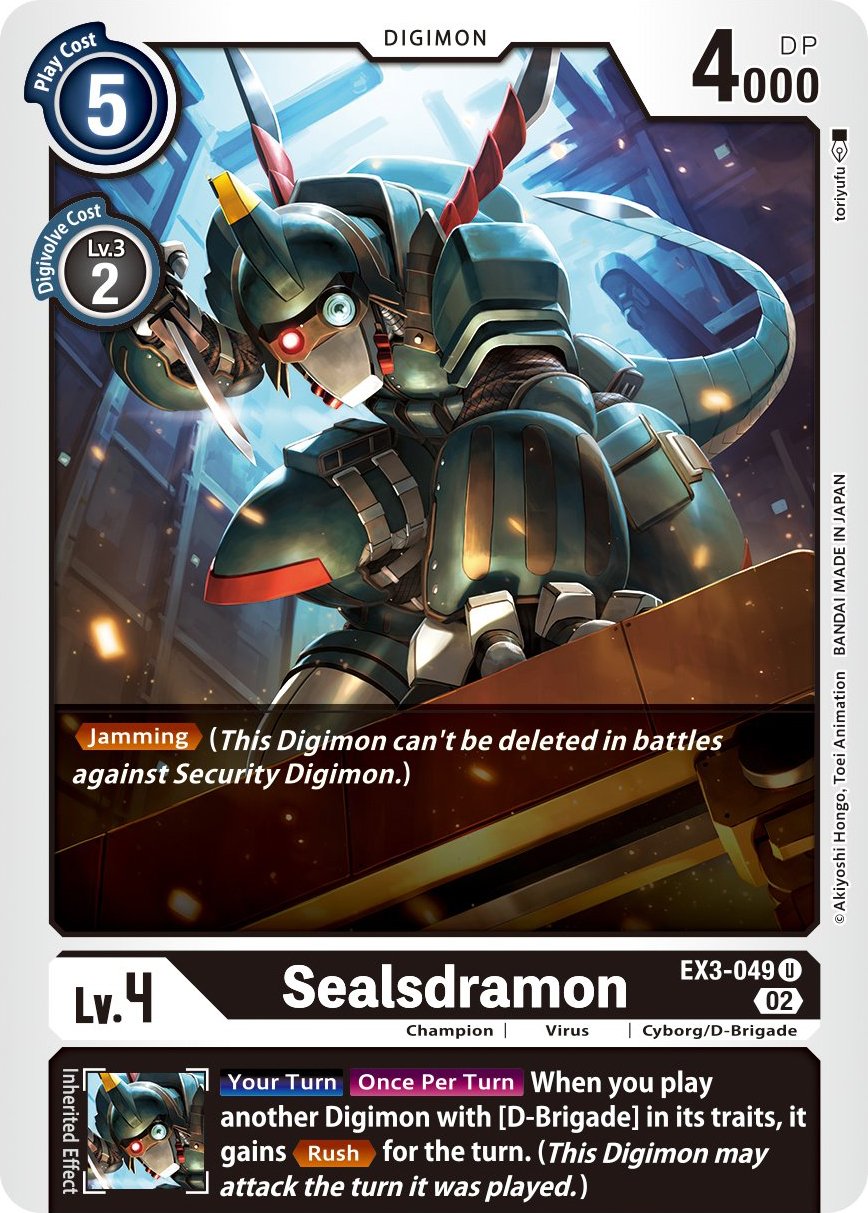 DIGIMON
Play Cost
5
DP
4000
Digivolve Cost
Lv.3
2
toriyufu
Jamming (This Digimon can't be deleted in battles
against Security Digimon.)
© Akiyoshi Hongo, Toei Animation BANDAI MADE IN JAPAN
Lv.4
Sealsdramon
EX3-049 U
02
Champion | Virus | Cyborg/D-Brigade
Inherited Effect
Your Turn Once Per Turn When you play
another Digimon with [D-Brigade] in its traits, it
gains Rush for the turn. (This Digimon may
attack the turn it was played.)